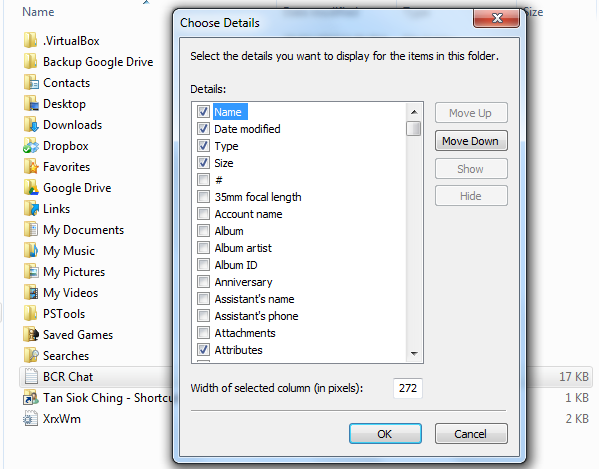 Name
Size
.VirtualBox
Backup Google Drive
Contacts
Desktop
Downloads
Dropbox
Favorites
Google Drive
Links
My Documents
My Music
My Pictures
My Videos
PSTools
Saved Games
Searches
BCR Chat
17 KB
Tan Siok Ching - Shortcu
1 KB
XrxWm
2 KB
Choose Details
Select the details you want to display for the items in this folder.
Details:
Name
Date modified
Type
Size
#
35mm focal length
Account name
Album
Album artist
Album ID
Anniversary
Assistant's name
Assistant's phone
Attachments
Attributes
Move Up
Move Down
Show
Hide
Width of selected column (in pixels):
272
OK
Cancel